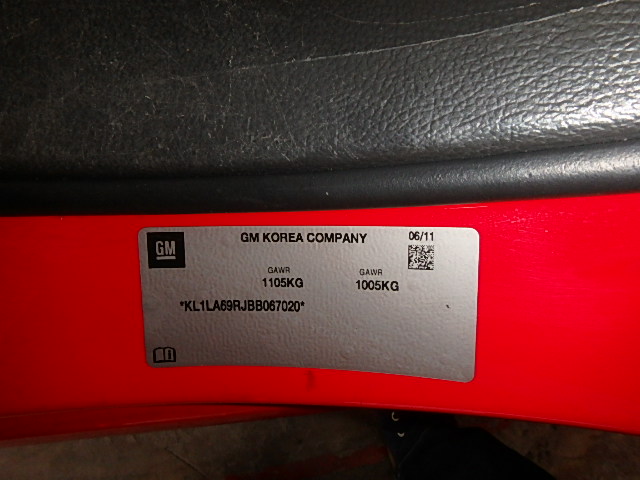 GM
GM KOREA COMPANY
06/11
GAWR
1105KG
GAWR
1005KG
*KL1LA69RJBB067020*